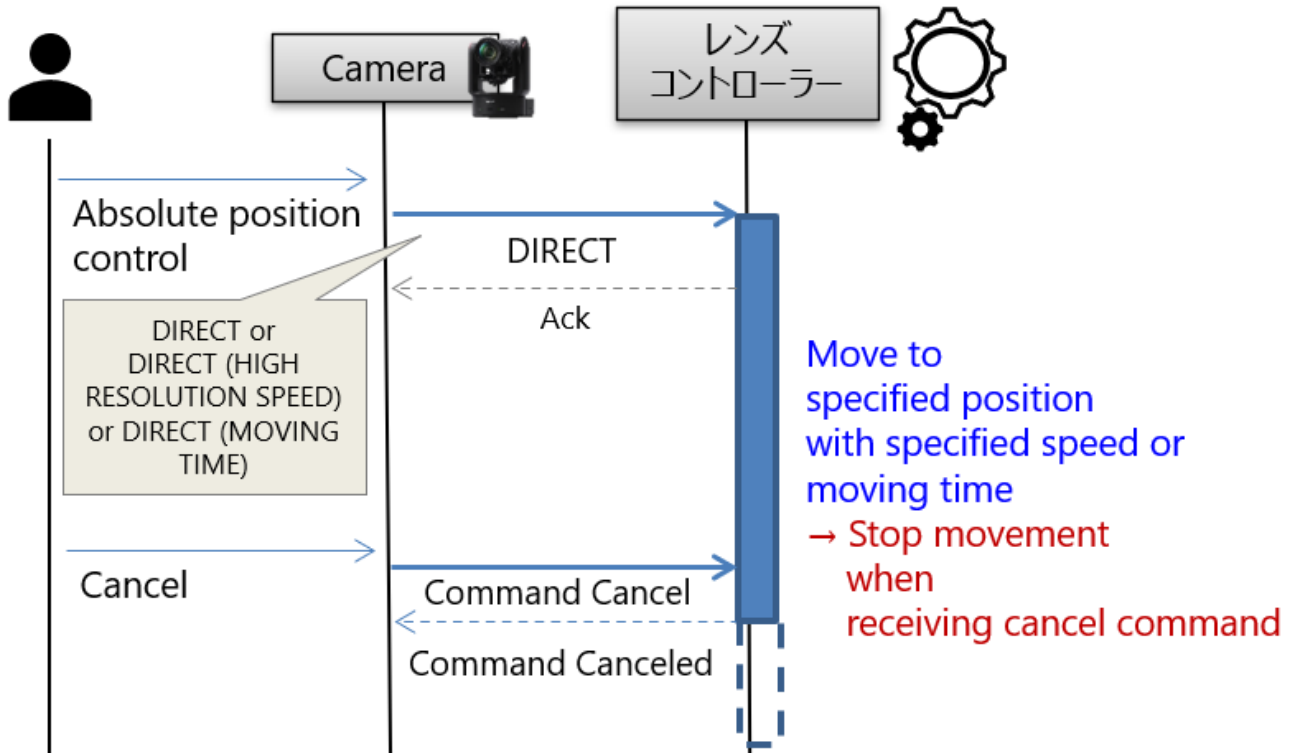 Camera
レンズ
コントローラー
Absolute position
control
DIRECT
Ack
DIRECT or
DIRECT (HIGH
RESOLUTION SPEED)
or DIRECT (MOVING
TIME)
Move to
specified position
with specified speed or
moving time
→ Stop movement
when
receiving cancel command
Cancel
Command Cancel
Command Canceled